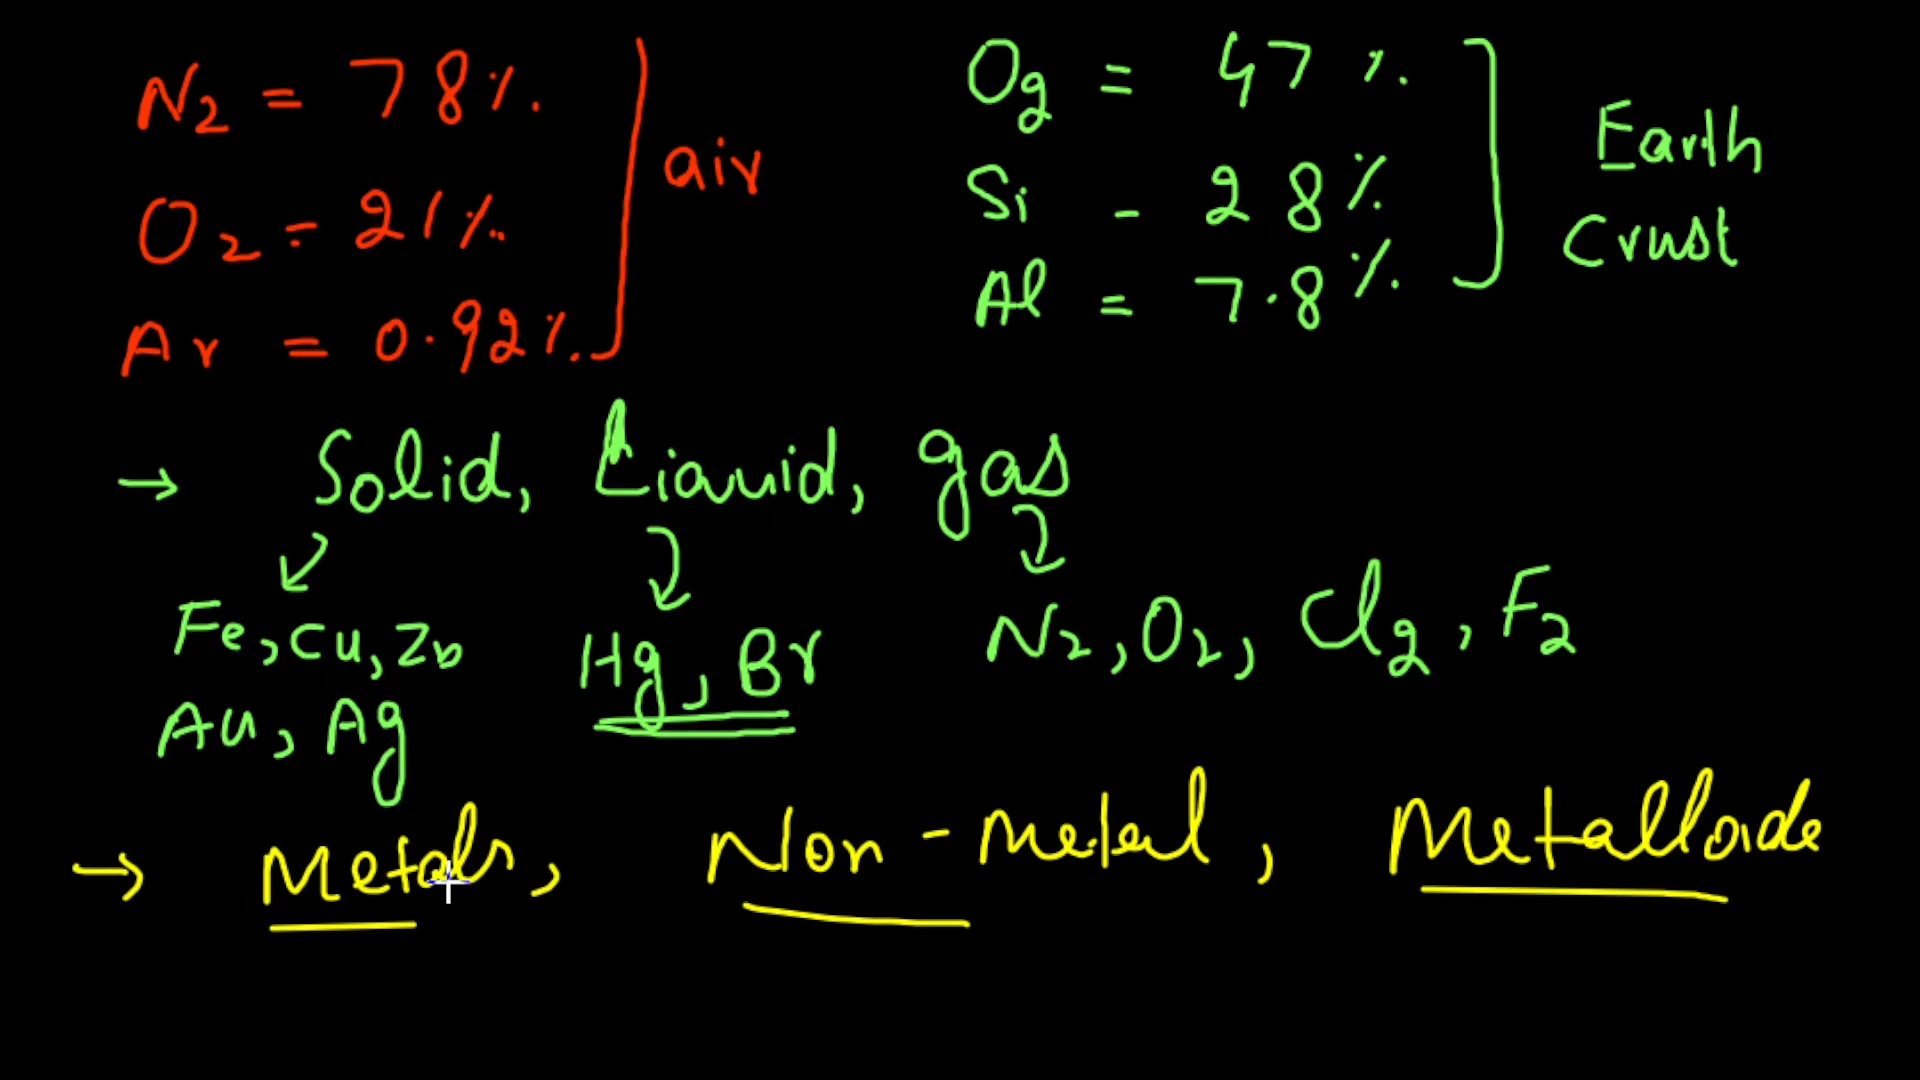 N2 = 78%
O2 = 21%
Ar = 0.92%
air
O2 = 47%
Si - 28%
Al = 7.8%
Earth
Crust
→ Solid, Liquid, gas
Fe, Cu, Zn
Au, Ag
Hg, Br
N2, O2, Cl2, F2
→ Metals, Non-metal, Metalloids